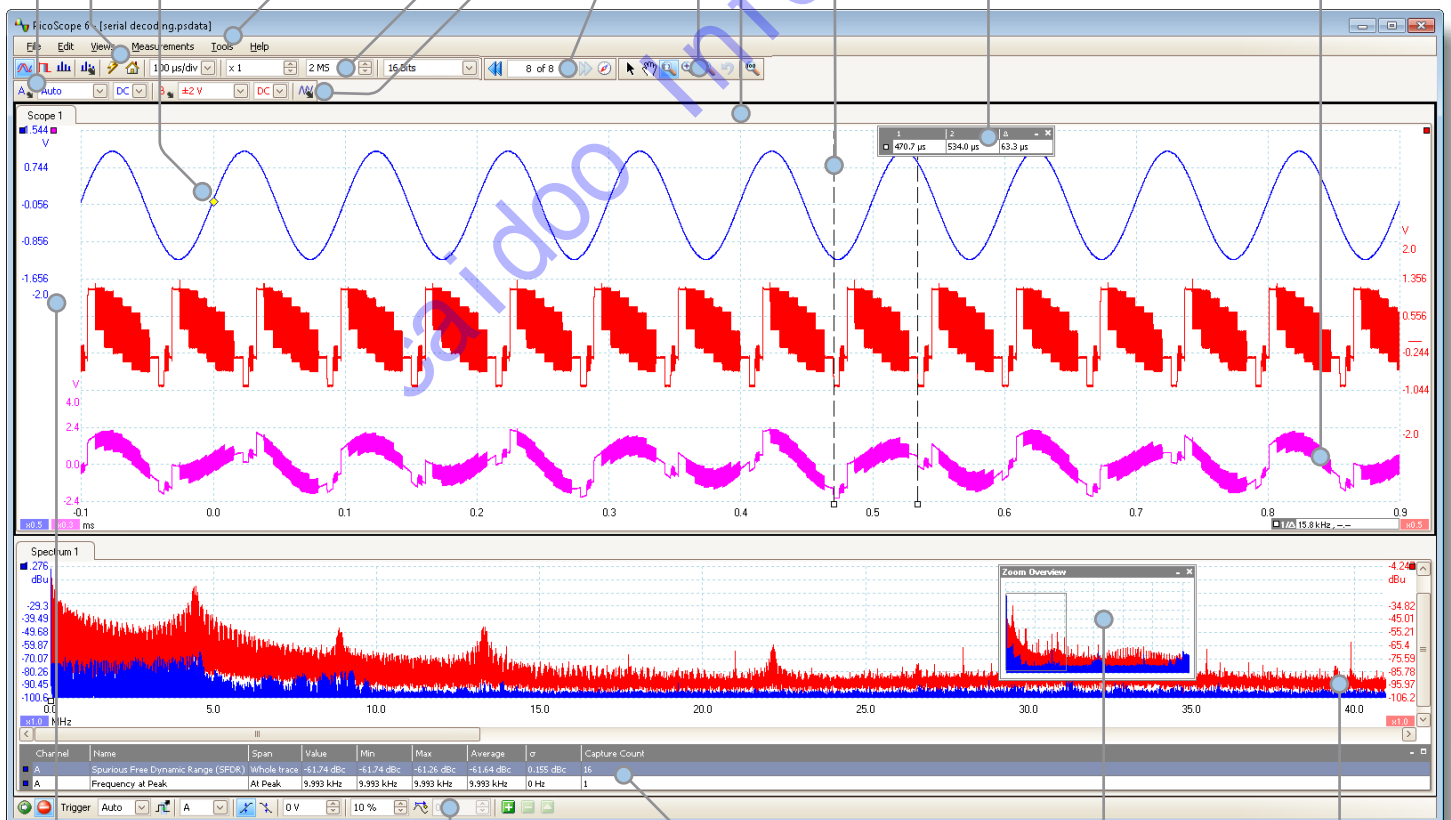 PicoScope 6 - [serial decoding.psdata]
File Edit Views Measurements Tools Help
100 µs/div x 1 2 MS 16 Bits 8 of 8
A Auto DC B ±2 V DC
Scope 1
1.544
V
0.744
-0.056
-0.856
-1.656
-2.0
V
4.0
2.4
0.0
-2.4
1 2 Δ
470.7 µs 534.0 µs 63.3 µs
V
2.0
1.356
0.556
-0.244
-1.044
-2.0
-0.1 0.0 0.1 0.2 0.3 0.4 0.5 0.6 0.7 0.8 0.9
x0.5 x0.3 ms
1/Δ 15.8 kHz , --.--
x0.5
caidoo
Spectrum 1
1.276
dBu
-29.3
-39.49
-49.68
-59.87
-70.07
-80.26
-90.45
-100.6
Zoom Overview
dBu
-34.82
-45.01
-55.21
-65.4
-75.59
-85.78
-95.97
-106.2
0.0 5.0 10.0 15.0 20.0 25.0 30.0 35.0 40.0
x1.0 MHz
x1.0
Channel Name Span Value Min Max Average σ Capture Count
A Spurious Free Dynamic Range (SFDR) Whole trace -61.74 dBc -61.74 dBc -61.26 dBc -61.64 dBc 0.155 dBc 16
A Frequency at Peak At Peak 9.993 kHz 9.993 kHz 9.993 kHz 9.993 kHz 0 Hz 1
Trigger Auto A 0 V 10 %